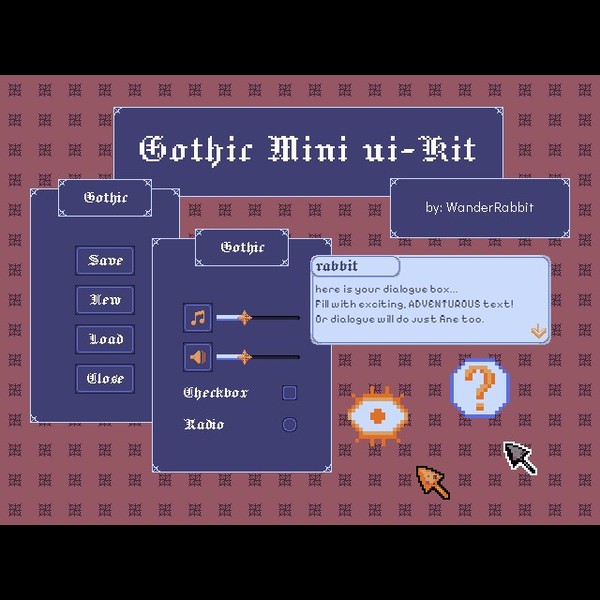 Gothic Mini ui-Kit
by: WanderRabbit
Gothic
Save
New
Load
Close
Gothic
Checkbox
Radio
rabbit
here is your dialogue box...
Fill with exciting, ADVENTUROUS text!
Or dialogue will do just fine too.
?